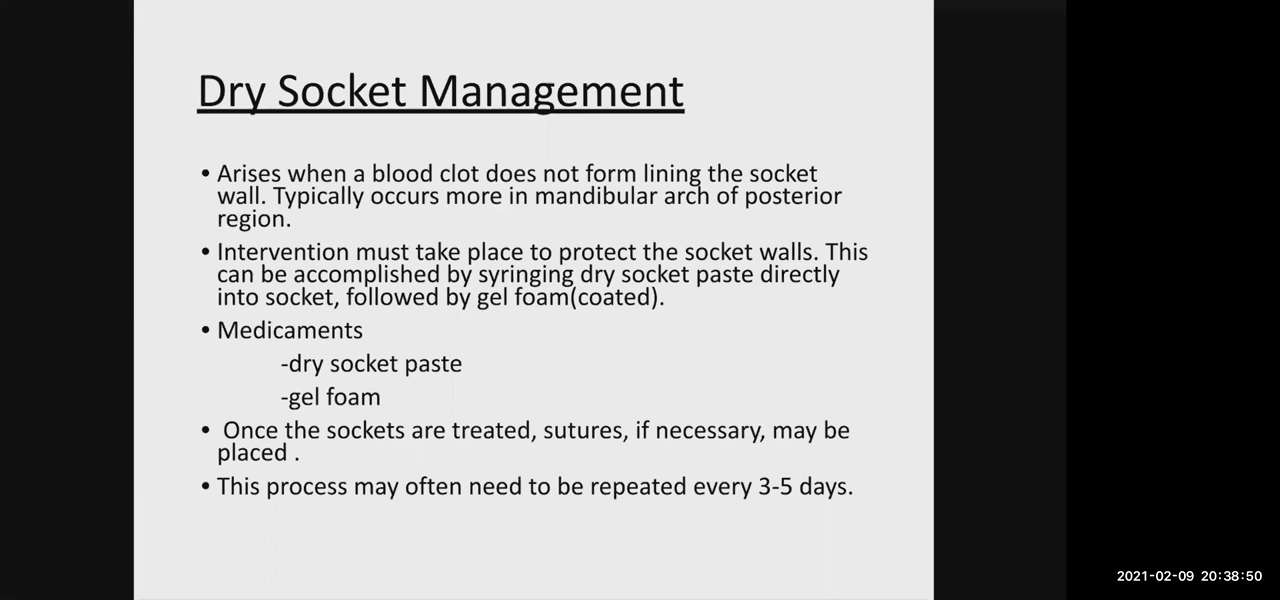 Dry Socket Management
• Arises when a blood clot does not form lining the socket
wall. Typically occurs more in mandibular arch of posterior
region.
• Intervention must take place to protect the socket walls. This
can be accomplished by syringing dry socket paste directly
into socket, followed by gel foam(coated).
• Medicaments
-dry socket paste
-gel foam
• Once the sockets are treated, sutures, if necessary, may be
placed .
• This process may often need to be repeated every 3-5 days.
2021-02-09 20:38:50